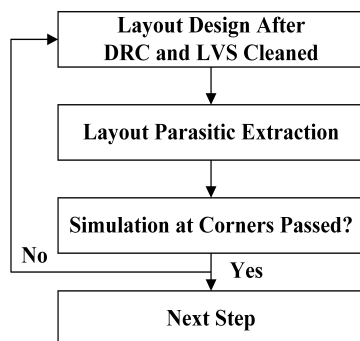 Layout Design After
DRC and LVS Cleaned
Layout Parasitic Extraction
Simulation at Corners Passed?
No
Yes
Next Step